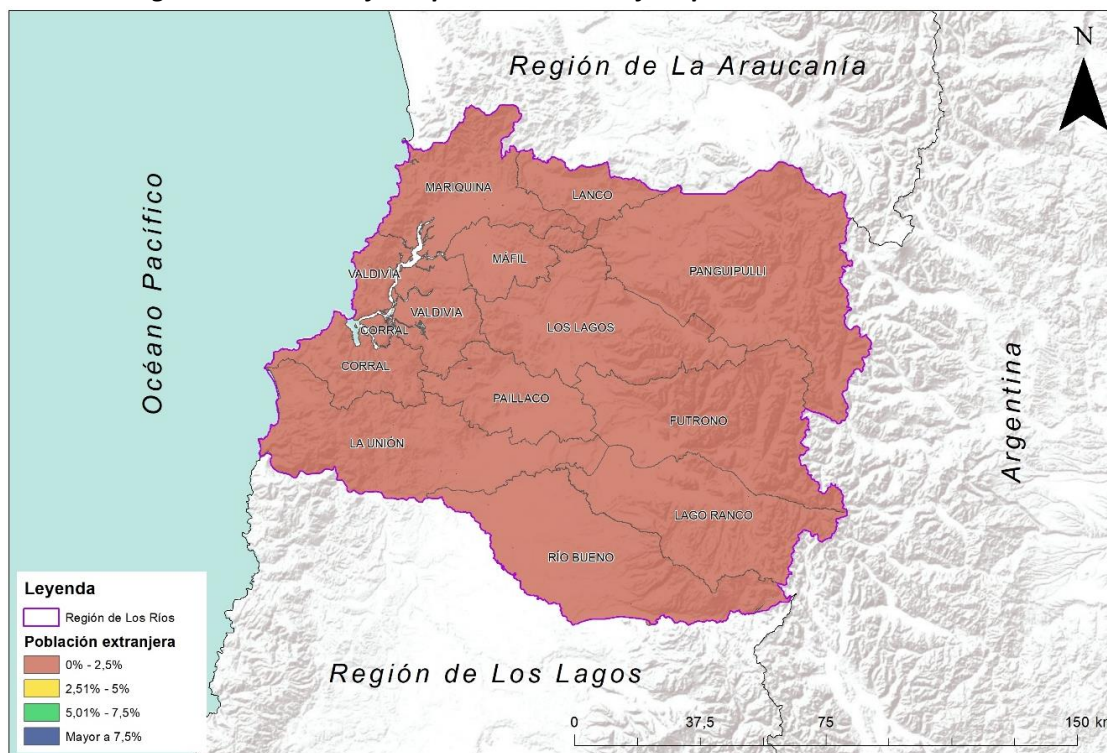 Región de La Araucanía
N
Océano Pacífico
MARIQUINA
LANCO
PANGUIPULLI
MÁFIL
VALDIVIA
VALDIVIA
LOS LAGOS
CORRAL
CORRAL
PAILLACO
FUTRONO
LA UNIÓN
LAGO RANCO
RÍO BUENO
Argentina
Región de Los Lagos
Leyenda
Región de Los Ríos
Población extranjera
0% - 2,5%
2,51% - 5%
5,01% - 7,5%
Mayor a 7,5%
0 37,5 75 150 km